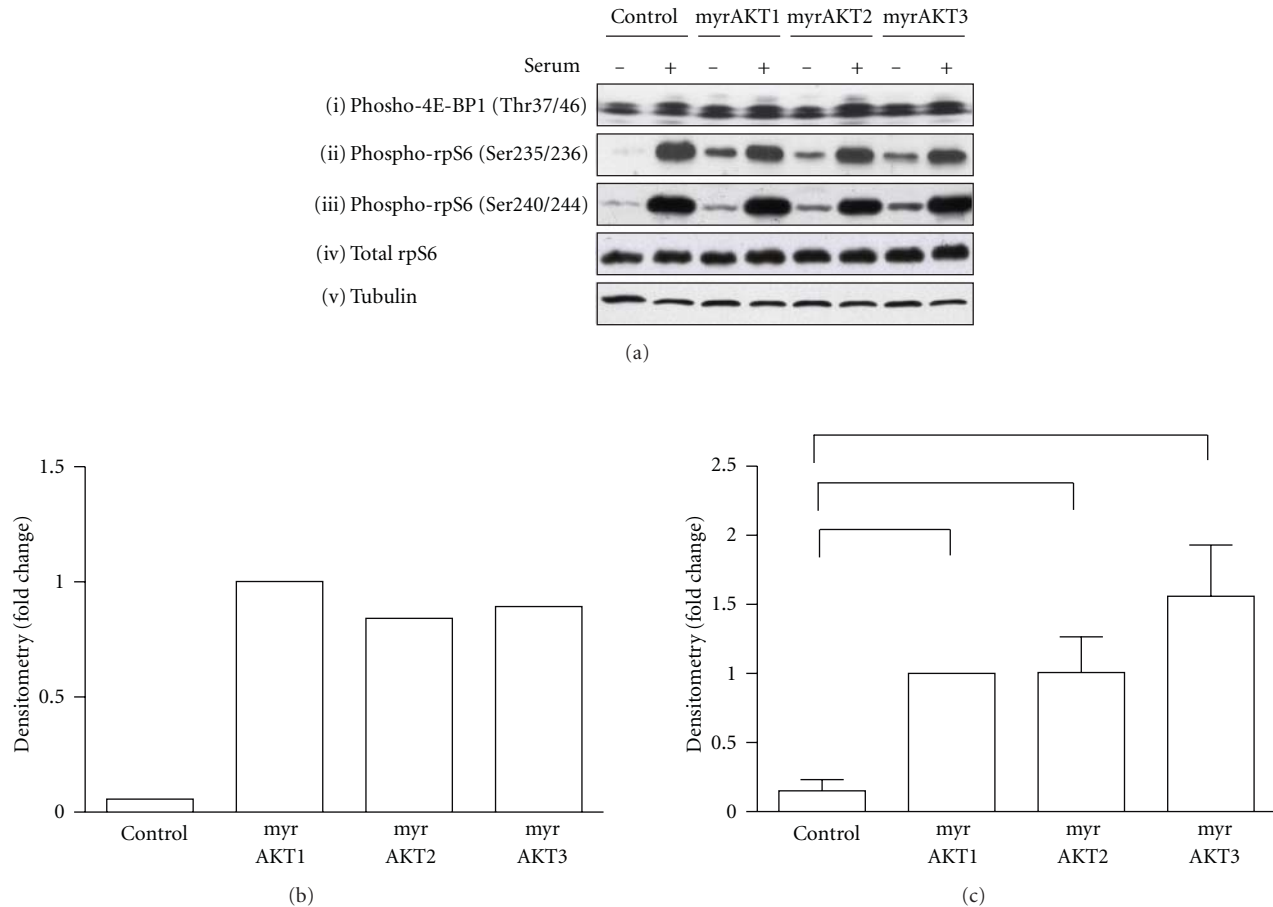 Control myrAKT1 myrAKT2 myrAKT3
Serum – + – + – + – +
(i) Phosho-4E-BP1 (Thr37/46)
(ii) Phospho-rpS6 (Ser235/236)
(iii) Phospho-rpS6 (Ser240/244)
(iv) Total rpS6
(v) Tubulin
(a)
Densitometry (fold change)
1.5
1
0.5
0
Control
myr AKT1
myr AKT2
myr AKT3
(b)
Densitometry (fold change)
2.5
2
1.5
1
0.5
0
Control
myr AKT1
myr AKT2
myr AKT3
(c)